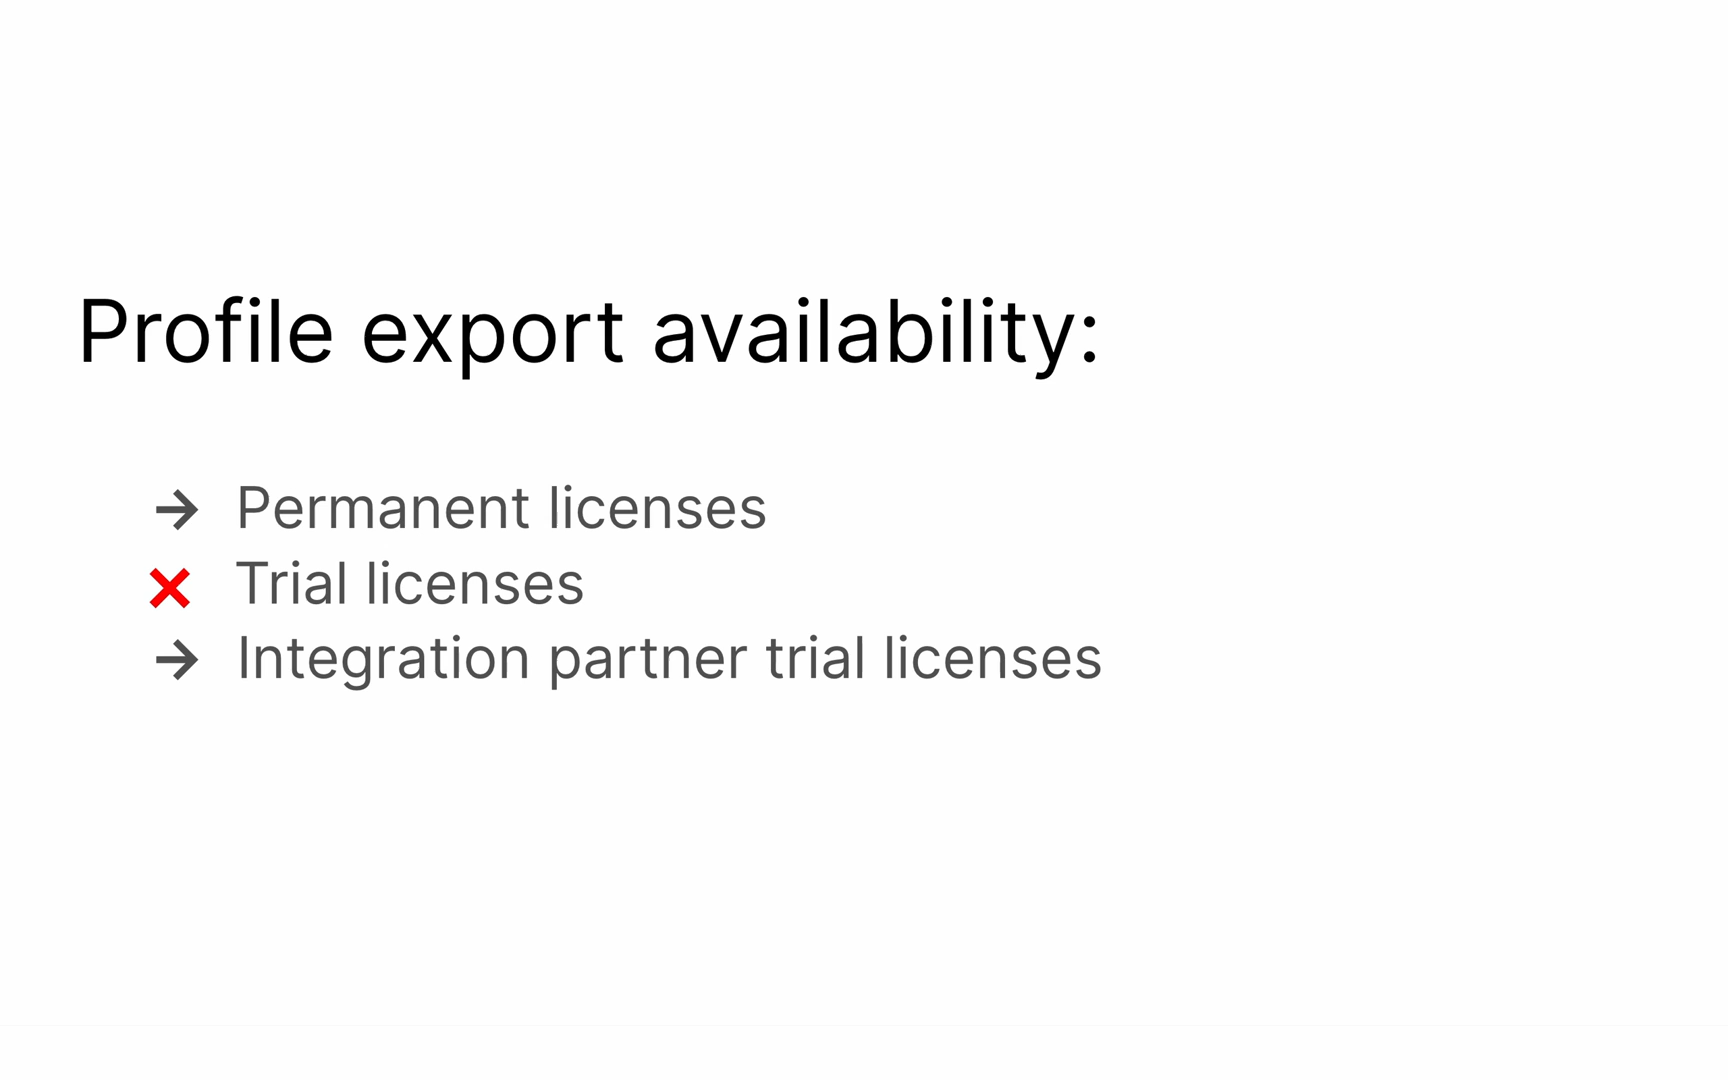 Profile export availability:
→ Permanent licenses
❌ Trial licenses
→ Integration partner trial licenses